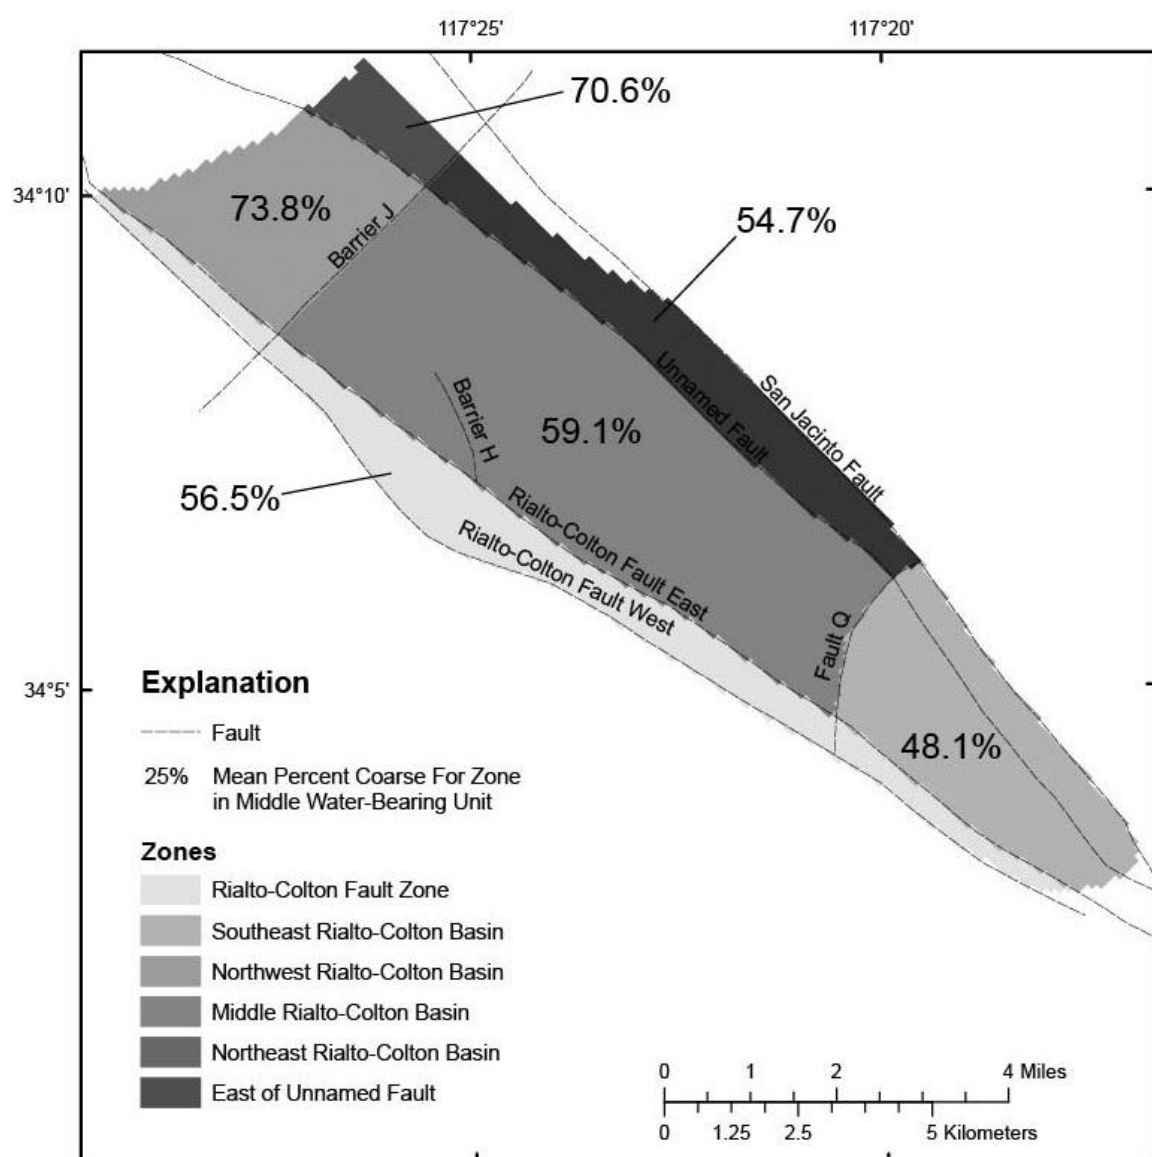 117°25'
117°20'
70.6%
34°10'
73.8%
54.7%
Barrier J
Unnamed Fault
San Jacinto Fault
Barrier H
59.1%
56.5%
Rialto-Colton Fault East
Rialto-Colton Fault West
Fault Q
34°5'
48.1%
Explanation
Fault
25% Mean Percent Coarse For Zone
in Middle Water-Bearing Unit
Zones
Rialto-Colton Fault Zone
Southeast Rialto-Colton Basin
Northwest Rialto-Colton Basin
Middle Rialto-Colton Basin
Northeast Rialto-Colton Basin
East of Unnamed Fault
0 1 2 4 Miles
0 1.25 2.5 5 Kilometers